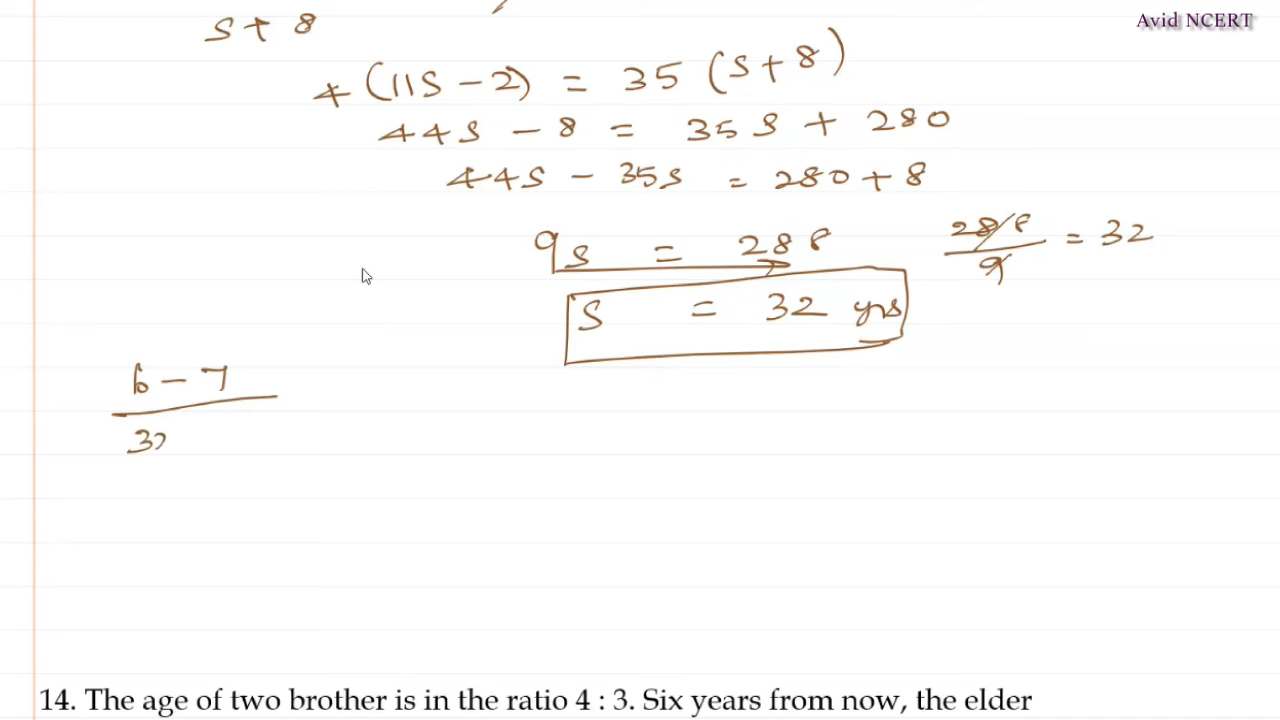 Avid NCERT
s + 8
4 (11s - 2) = 35 (s + 8)
44s - 8 = 35s + 280
44s - 35s = 280 + 8
9s = 288
288/9 = 32
s = 32 yrs
6 - 7
32
14. The age of two brother is in the ratio 4 : 3. Six years from now, the elder